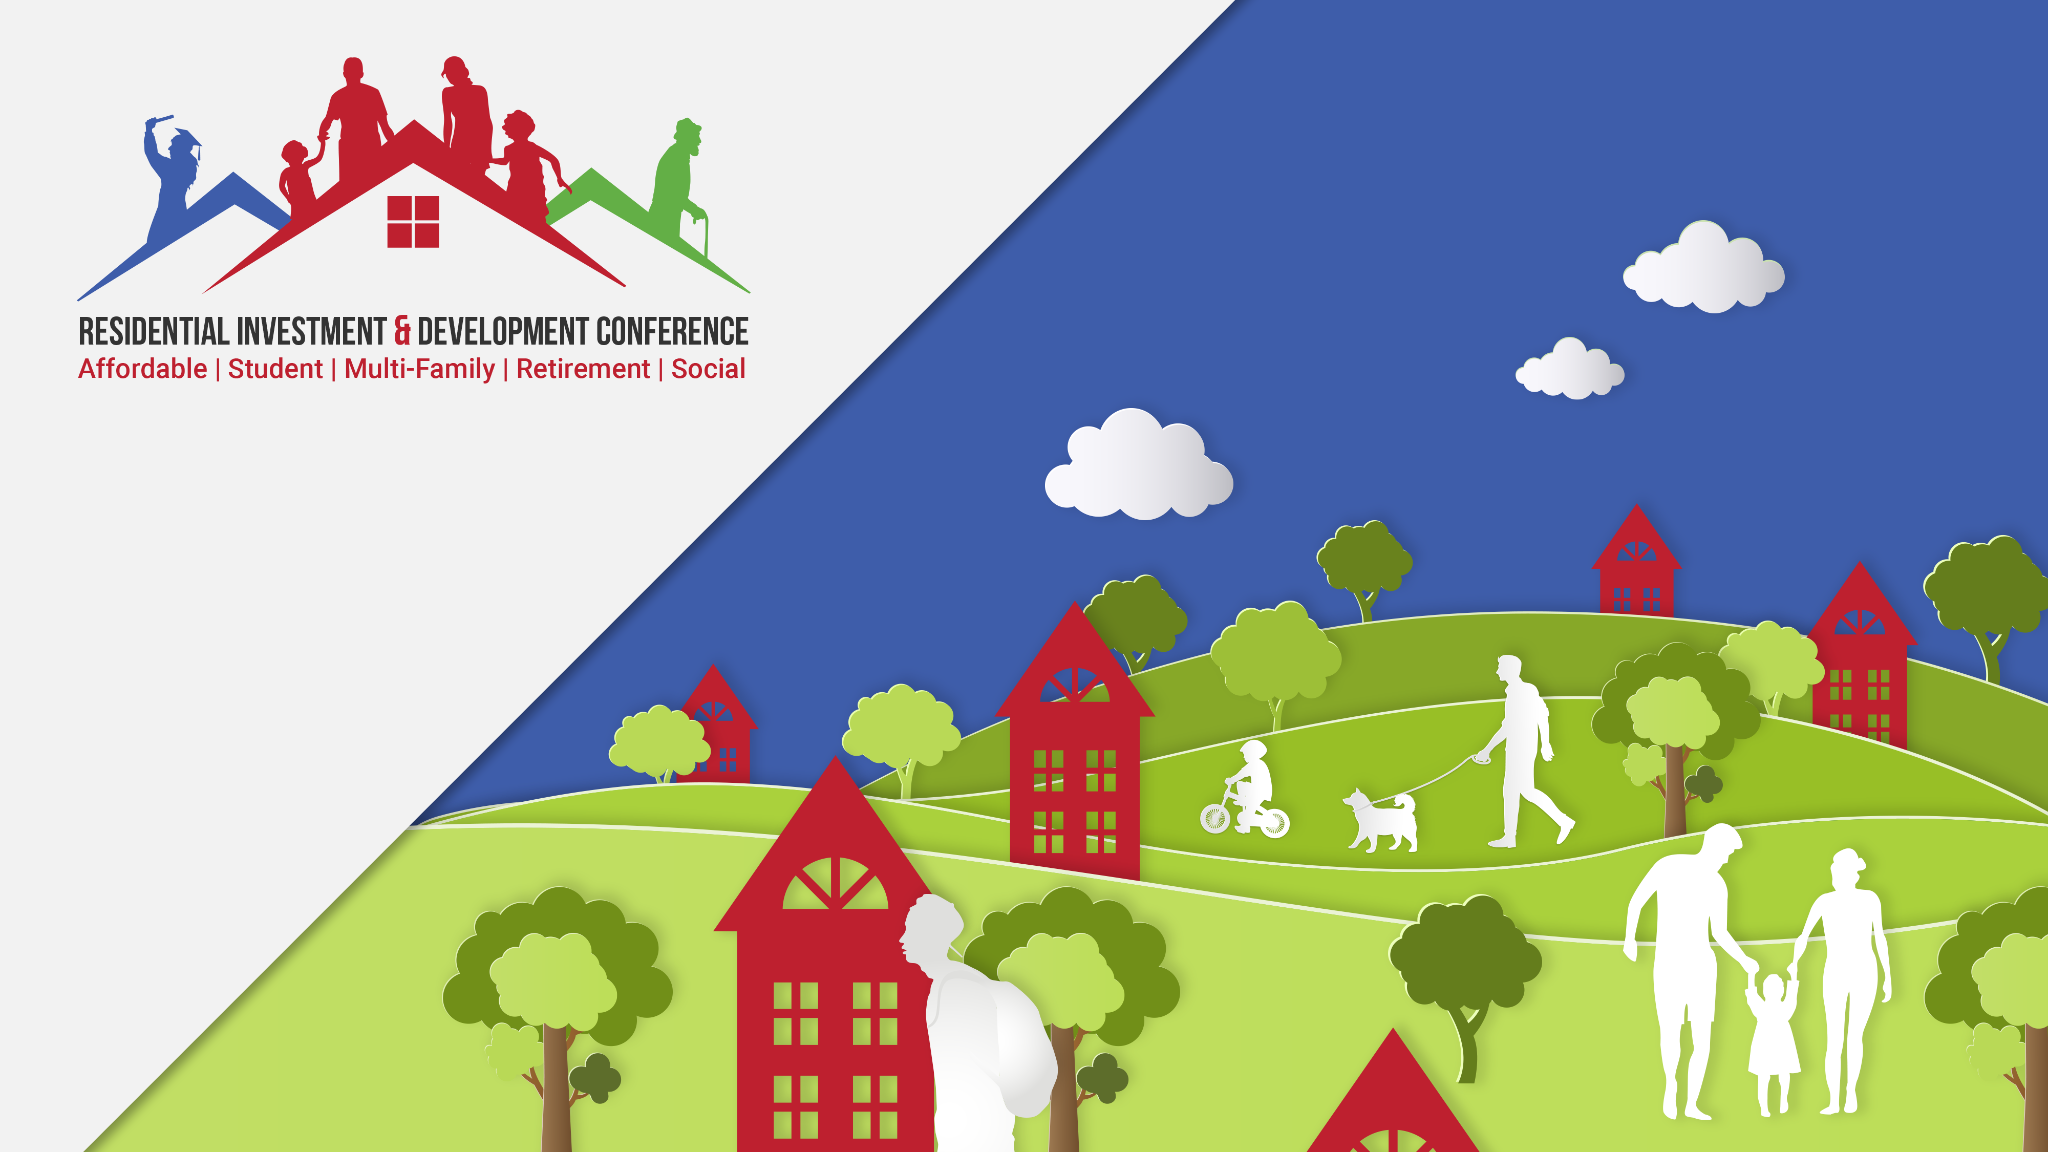 RESIDENTIAL INVESTMENT & DEVELOPMENT CONFERENCE
Affordable | Student | Multi-Family | Retirement | Social